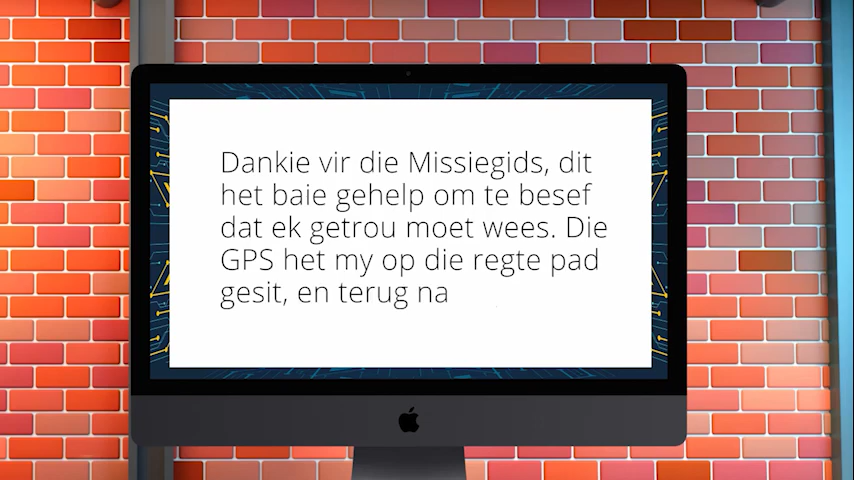 Dankie vir die Missiegids, dit
het baie gehelp om te besef
dat ek getrou moet wees. Die
GPS het my op die regte pad
gesit, en terug na